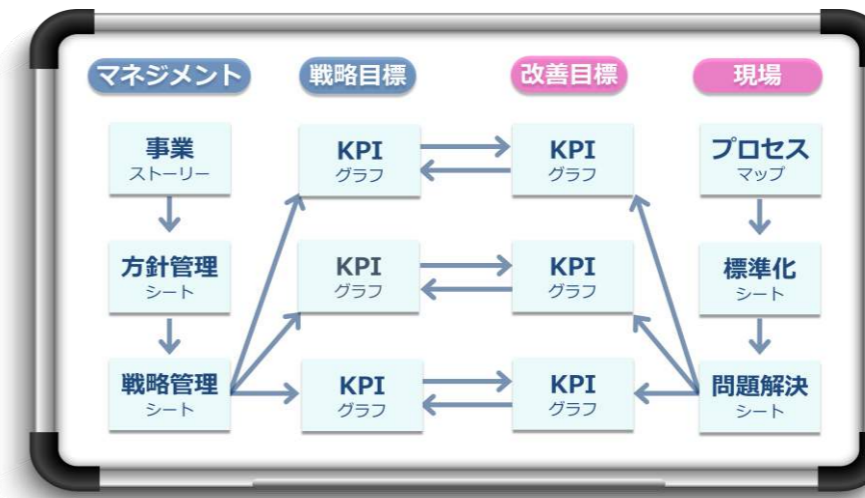 マネジメント
戦略目標
改善目標
現場
事業
ストーリー
KPI
グラフ
KPI
グラフ
プロセス
マップ
方針管理
シート
KPI
グラフ
KPI
グラフ
標準化
シート
戦略管理
シート
KPI
グラフ
KPI
グラフ
問題解決
シート